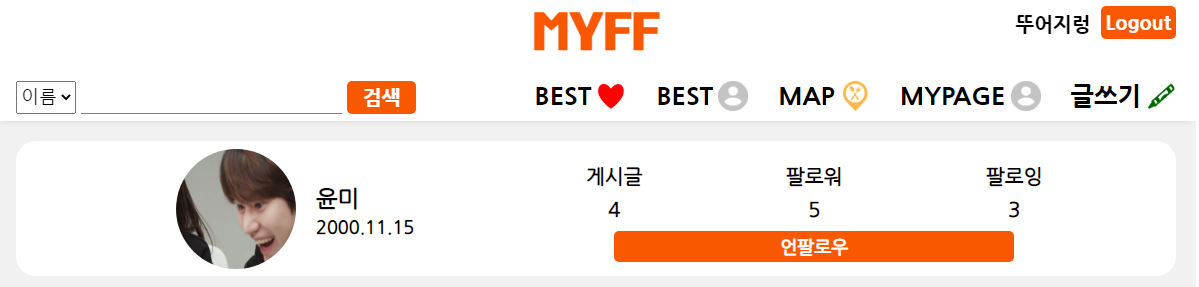 MYFF
뚜어지렁 Logout
이름 검색 BEST BEST MAP MYPAGE 글쓰기
게시글 팔로워 팔로잉
윤미
4 5 3
2000.11.15
언팔로우